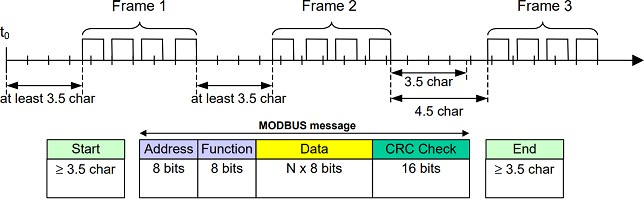 Frame 1
Frame 2
Frame 3
t0
at least 3.5 char
at least 3.5 char
3.5 char
4.5 char
MODBUS message
Start
Address
Function
Data
CRC Check
End
≥ 3.5 char
8 bits
8 bits
N x 8 bits
16 bits
≥ 3.5 char